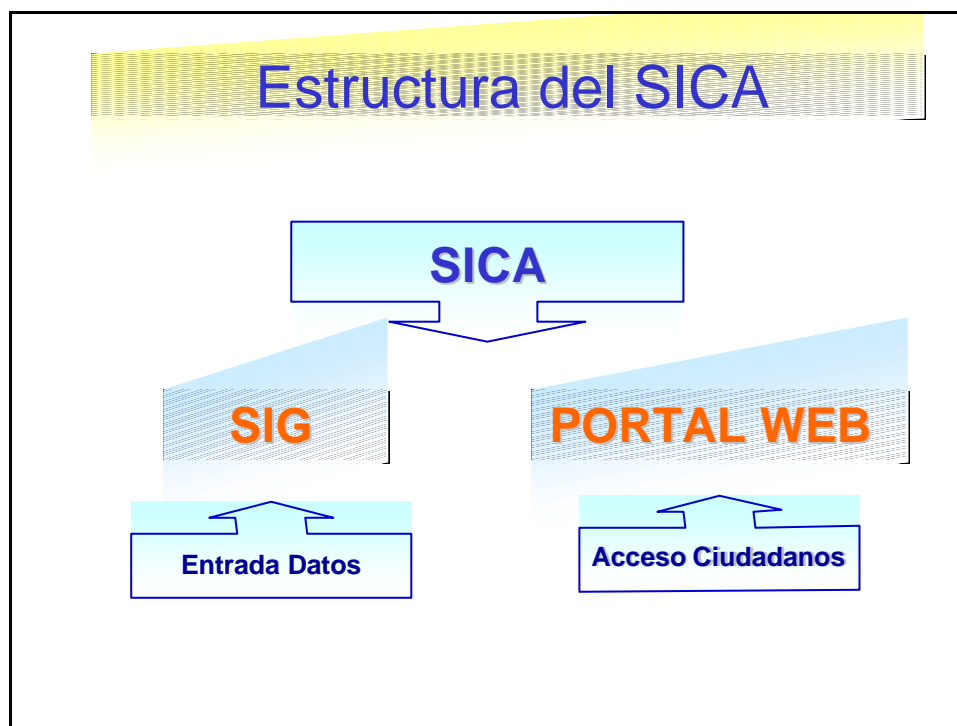 Estructura del SICA
SICA
SIG
PORTAL WEB
Entrada Datos
Acceso Ciudadanos